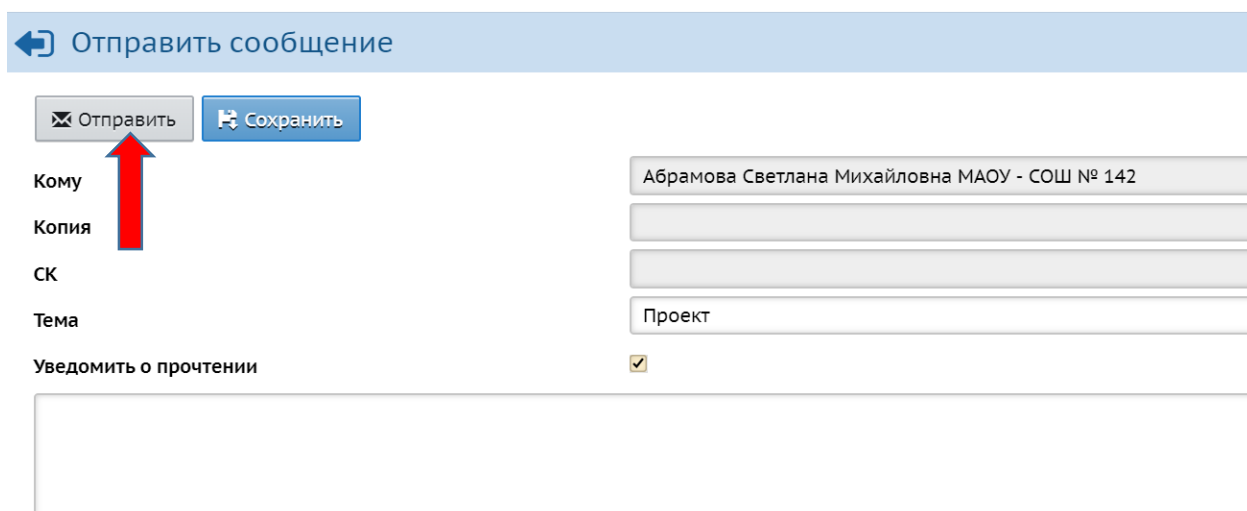 Отправить сообщение
Отправить Сохранить
Кому Абрамова Светлана Михайловна МАОУ - СОШ № 142
Копия
СК
Тема Проект
Уведомить о прочтении